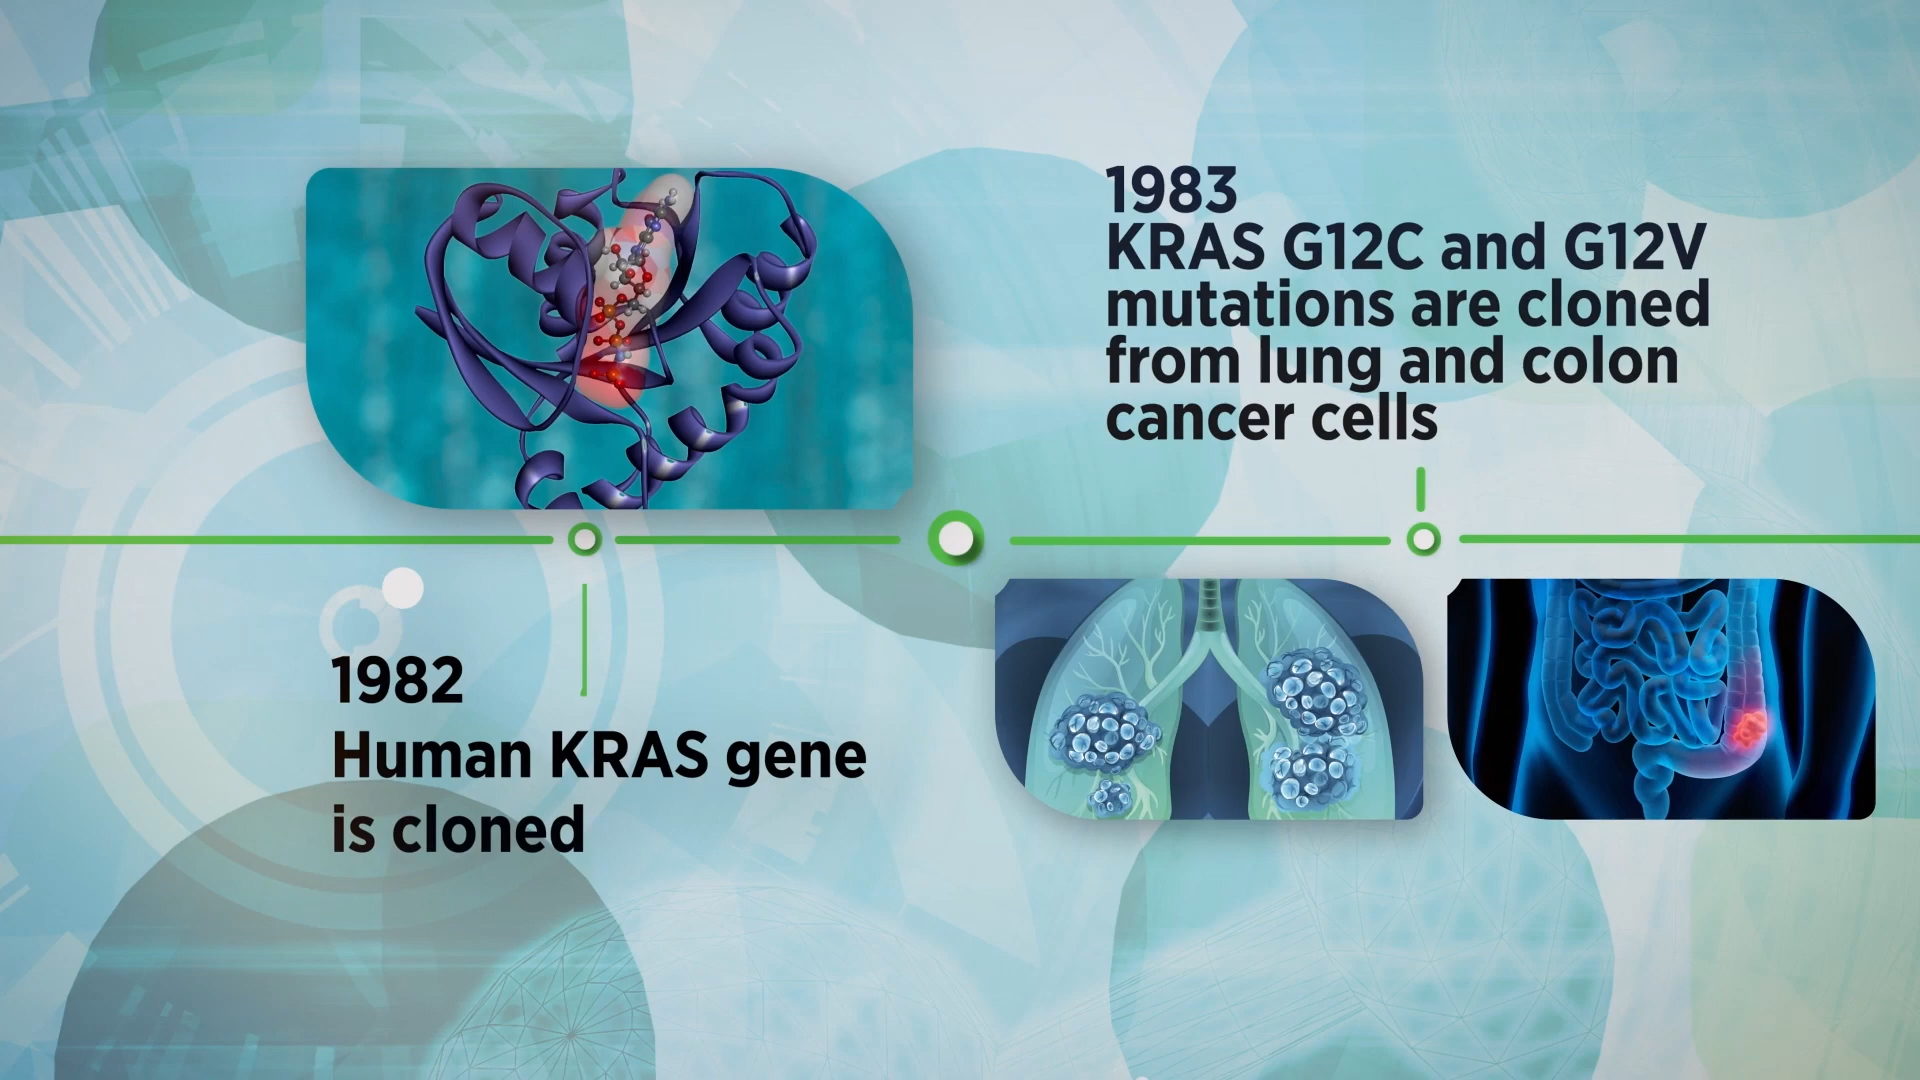 1982
Human KRAS gene
is cloned
1983
KRAS G12C and G12V
mutations are cloned
from lung and colon
cancer cells